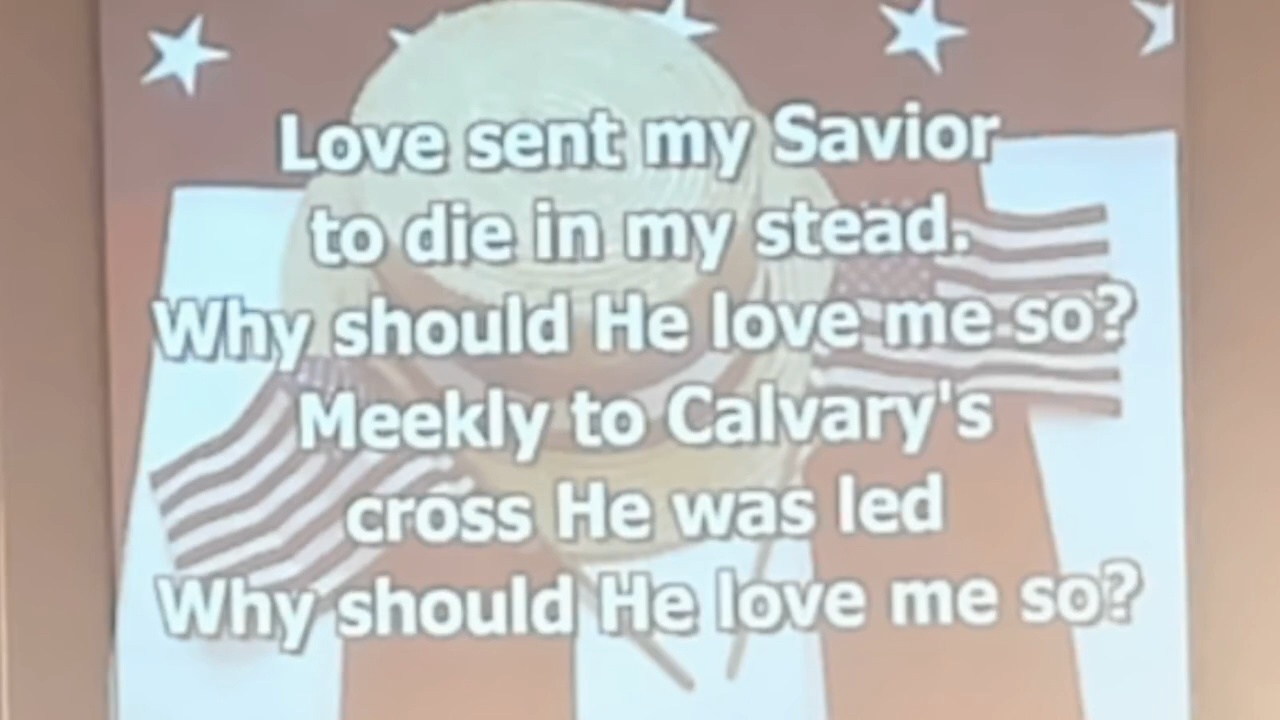 Love sent my Savior
to die in my stead.
Why should He love me so?
Meekly to Calvary's
cross He was led
Why should He love me so?